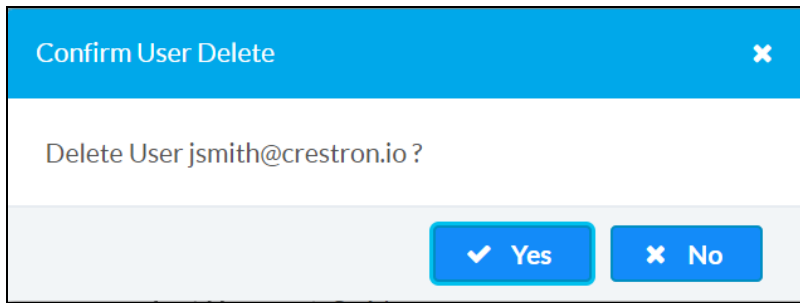 Confirm User Delete
Delete User jsmith@crestron.io ?
Yes No